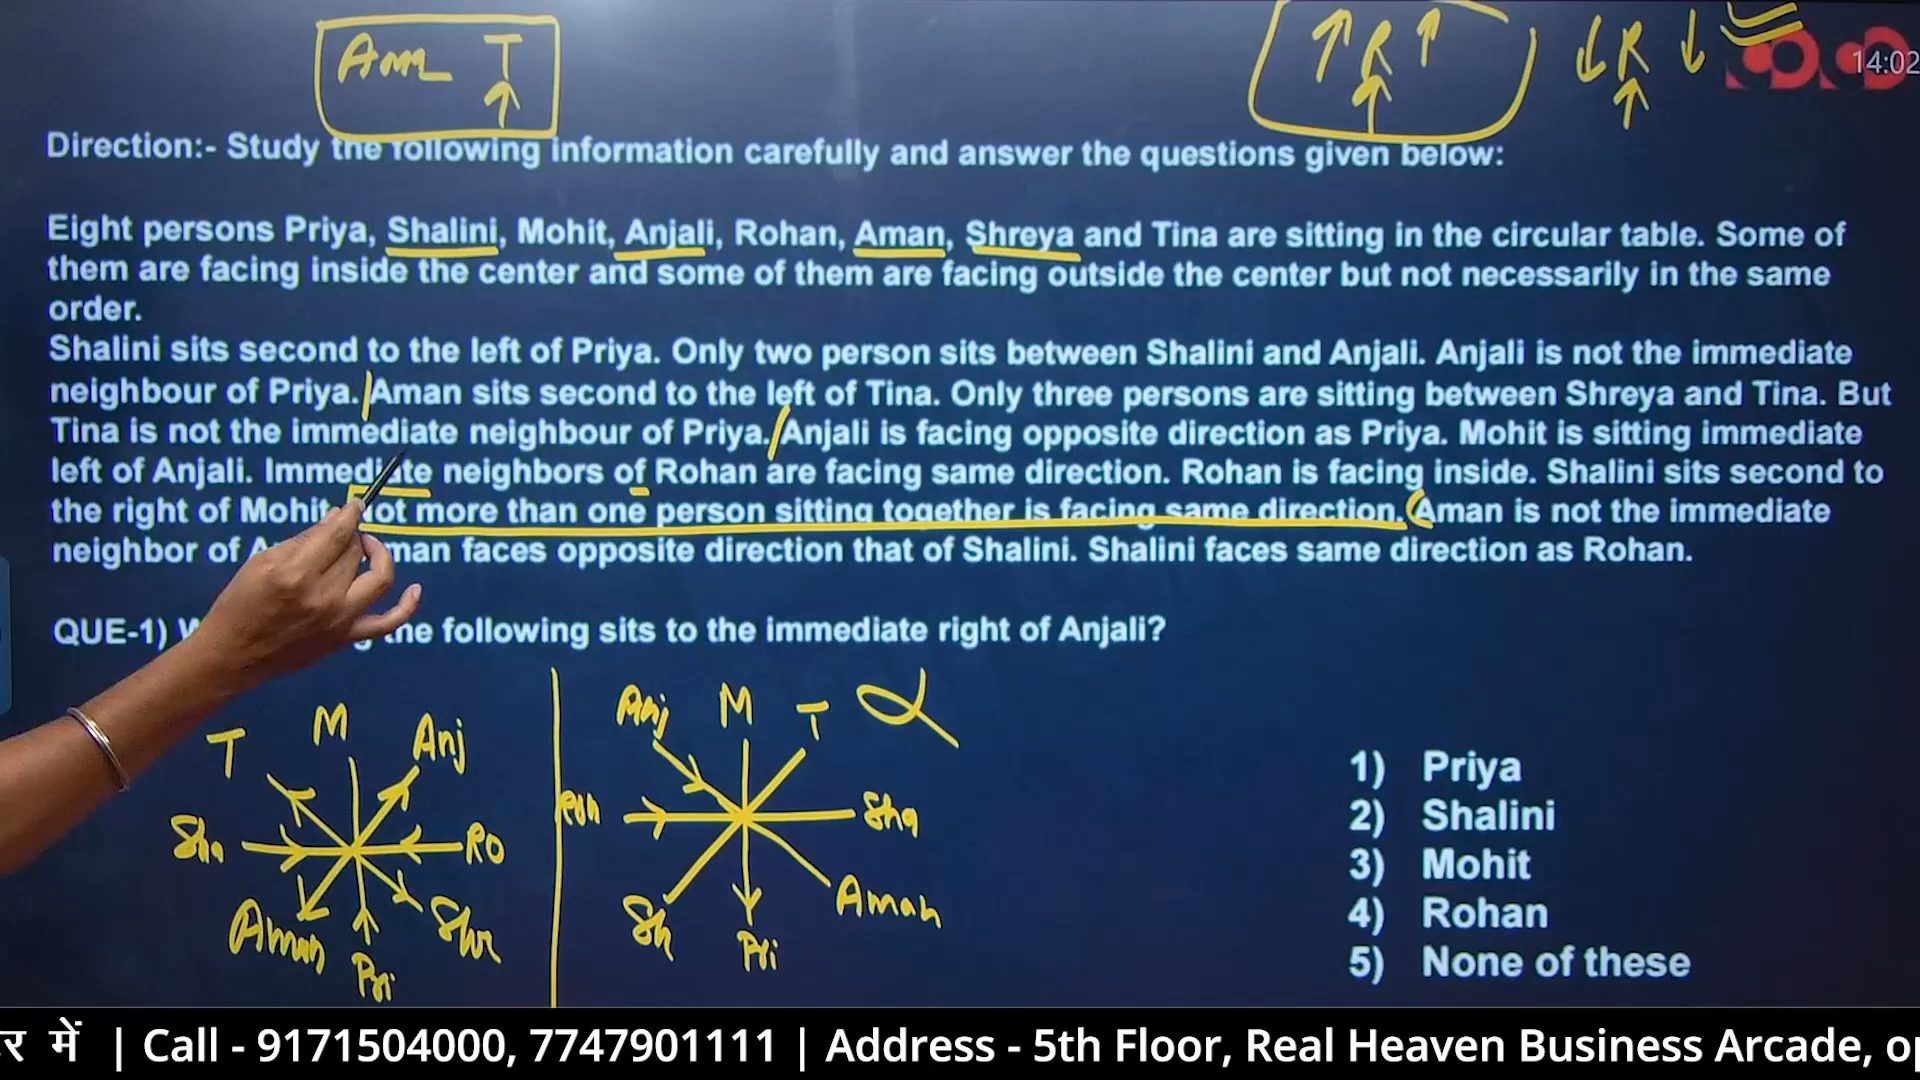 Am T
R
R
14:02
Direction:- Study the following information carefully and answer the questions given below:
Eight persons Priya, Shalini, Mohit, Anjali, Rohan, Aman, Shreya and Tina are sitting in the circular table. Some of
them are facing inside the center and some of them are facing outside the center but not necessarily in the same
order.
Shalini sits second to the left of Priya. Only two person sits between Shalini and Anjali. Anjali is not the immediate
neighbour of Priya. Aman sits second to the left of Tina. Only three persons are sitting between Shreya and Tina. But
Tina is not the immediate neighbour of Priya. Anjali is facing opposite direction as Priya. Mohit is sitting immediate
left of Anjali. Immediate neighbors of Rohan are facing same direction. Rohan is facing inside. Shalini sits second to
the right of Mohit. not more than one person sitting together is facing same direction. Aman is not the immediate
neighbor of man faces opposite direction that of Shalini. Shalini faces same direction as Rohan.
QUE-1) the following sits to the immediate right of Anjali?
T M Anj
Sha RO
Aman Pri Shr
Anj M T
Roh Sha
Sh Pri Aman
1) Priya
2) Shalini
3) Mohit
4) Rohan
5) None of these
में | Call - 9171504000, 7747901111 | Address - 5th Floor, Real Heaven Business Arcade,